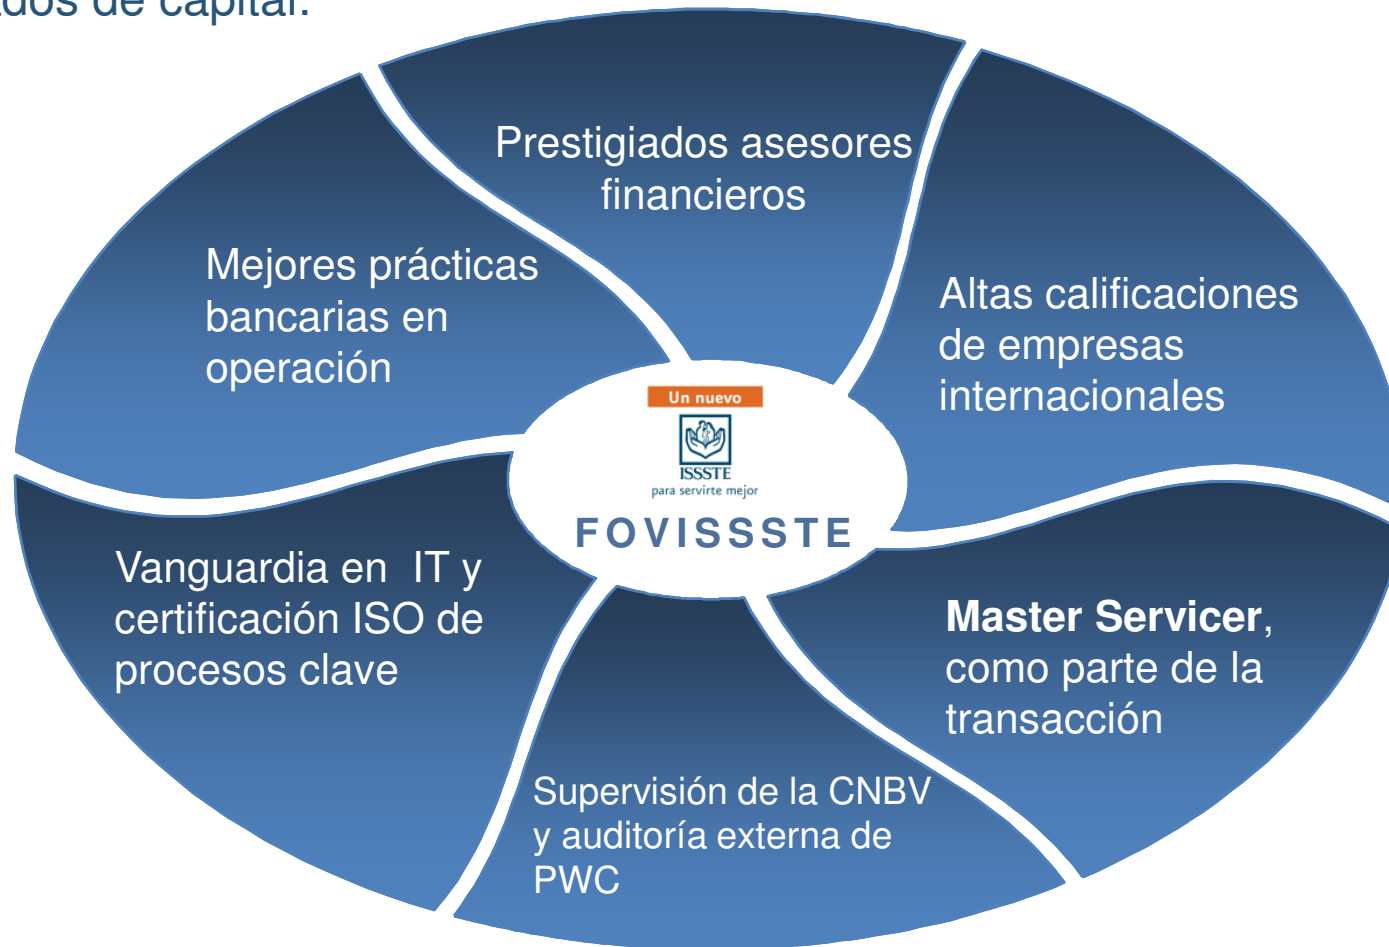 de capital.
Prestigiados asesores
financieros
Mejores prácticas
bancarias en
operación
Altas calificaciones
de empresas
internacionales
Un nuevo
ISSSTE
para servirte mejor
FOVISSSTE
Vanguardia en  IT y
certificación ISO de
procesos clave
Master Servicer,
como parte de la
transacción
Supervisión de la CNBV
y auditoría externa de
PWC